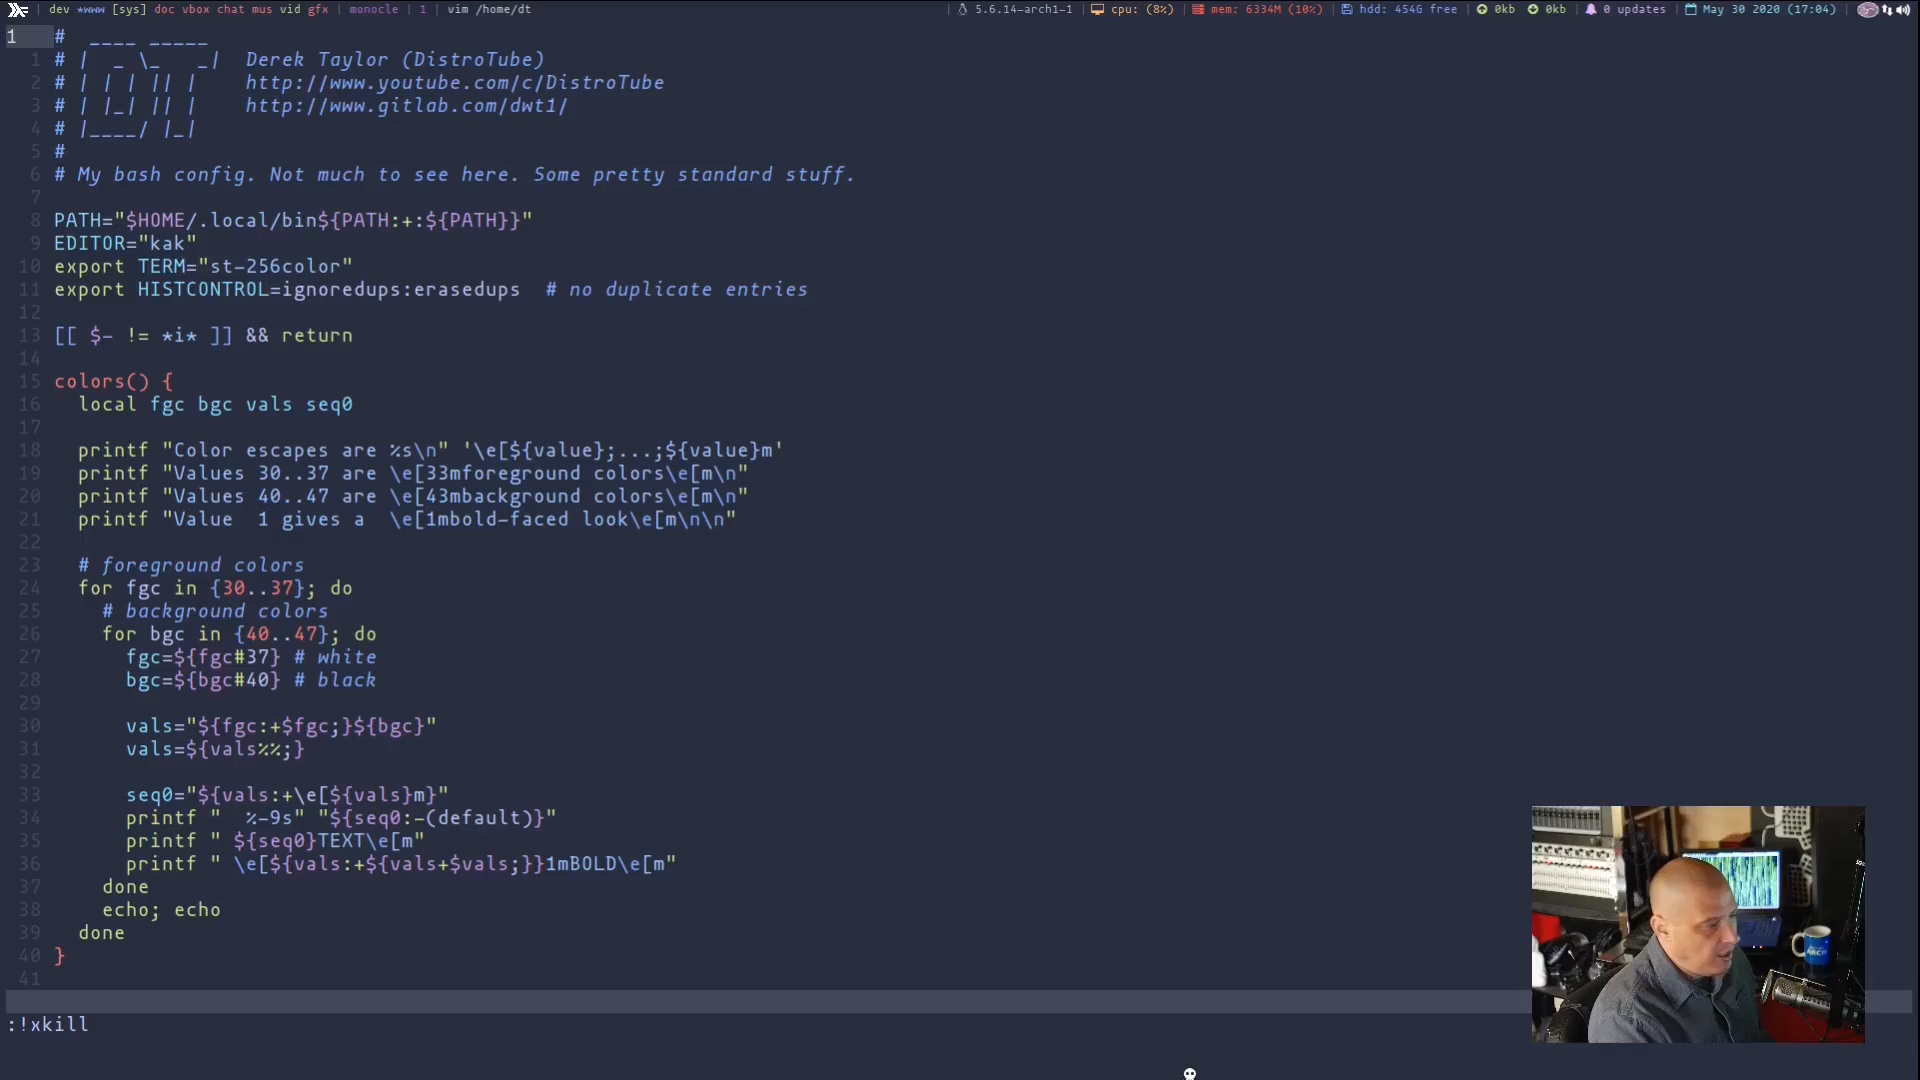 dev *www [sys] doc vbox chat mus vid gfx | monocle | 1 | vim /home/dt
| 5.6.14-arch1-1 | cpu: (8%) | mem: 6334M (10%) | hdd: 454G free | 0kb 0kb | 0 updates | May 30 2020 (17:04) |
1 #  ____ _____
1 # |  _ \_   _|  Derek Taylor (DistroTube)
2 # | | | || |    http://www.youtube.com/c/DistroTube
3 # | |_| || |    http://www.gitlab.com/dwt1/
4 # |____/ |_|
5 #
6 # My bash config. Not much to see here. Some pretty standard stuff.
7
8 PATH="$HOME/.local/bin${PATH:+:${PATH}}"
9 EDITOR="kak"
10 export TERM="st-256color"
11 export HISTCONTROL=ignoredups:erasedups  # no duplicate entries
12
13 [[ $- != *i* ]] && return
14
15 colors() {
16   local fgc bgc vals seq0
17
18   printf "Color escapes are %s\n" '\e[${value};...;${value}m'
19   printf "Values 30..37 are \e[33mforeground colors\e[m\n"
20   printf "Values 40..47 are \e[43mbackground colors\e[m\n"
21   printf "Value  1 gives a  \e[1mbold-faced look\e[m\n\n"
22
23   # foreground colors
24   for fgc in {30..37}; do
25     # background colors
26     for bgc in {40..47}; do
27       fgc=${fgc#37} # white
28       bgc=${bgc#40} # black
29
30       vals="${fgc:+$fgc;}${bgc}"
31       vals=${vals%%;}
32
33       seq0="${vals:+\e[${vals}m}"
34       printf "  %-9s" "${seq0:-(default)}"
35       printf " ${seq0}TEXT\e[m"
36       printf " \e[${vals:+${vals+$vals;}}1mBOLD\e[m"
37     done
38     echo; echo
39   done
40 }
41
:!xkill
ARCH